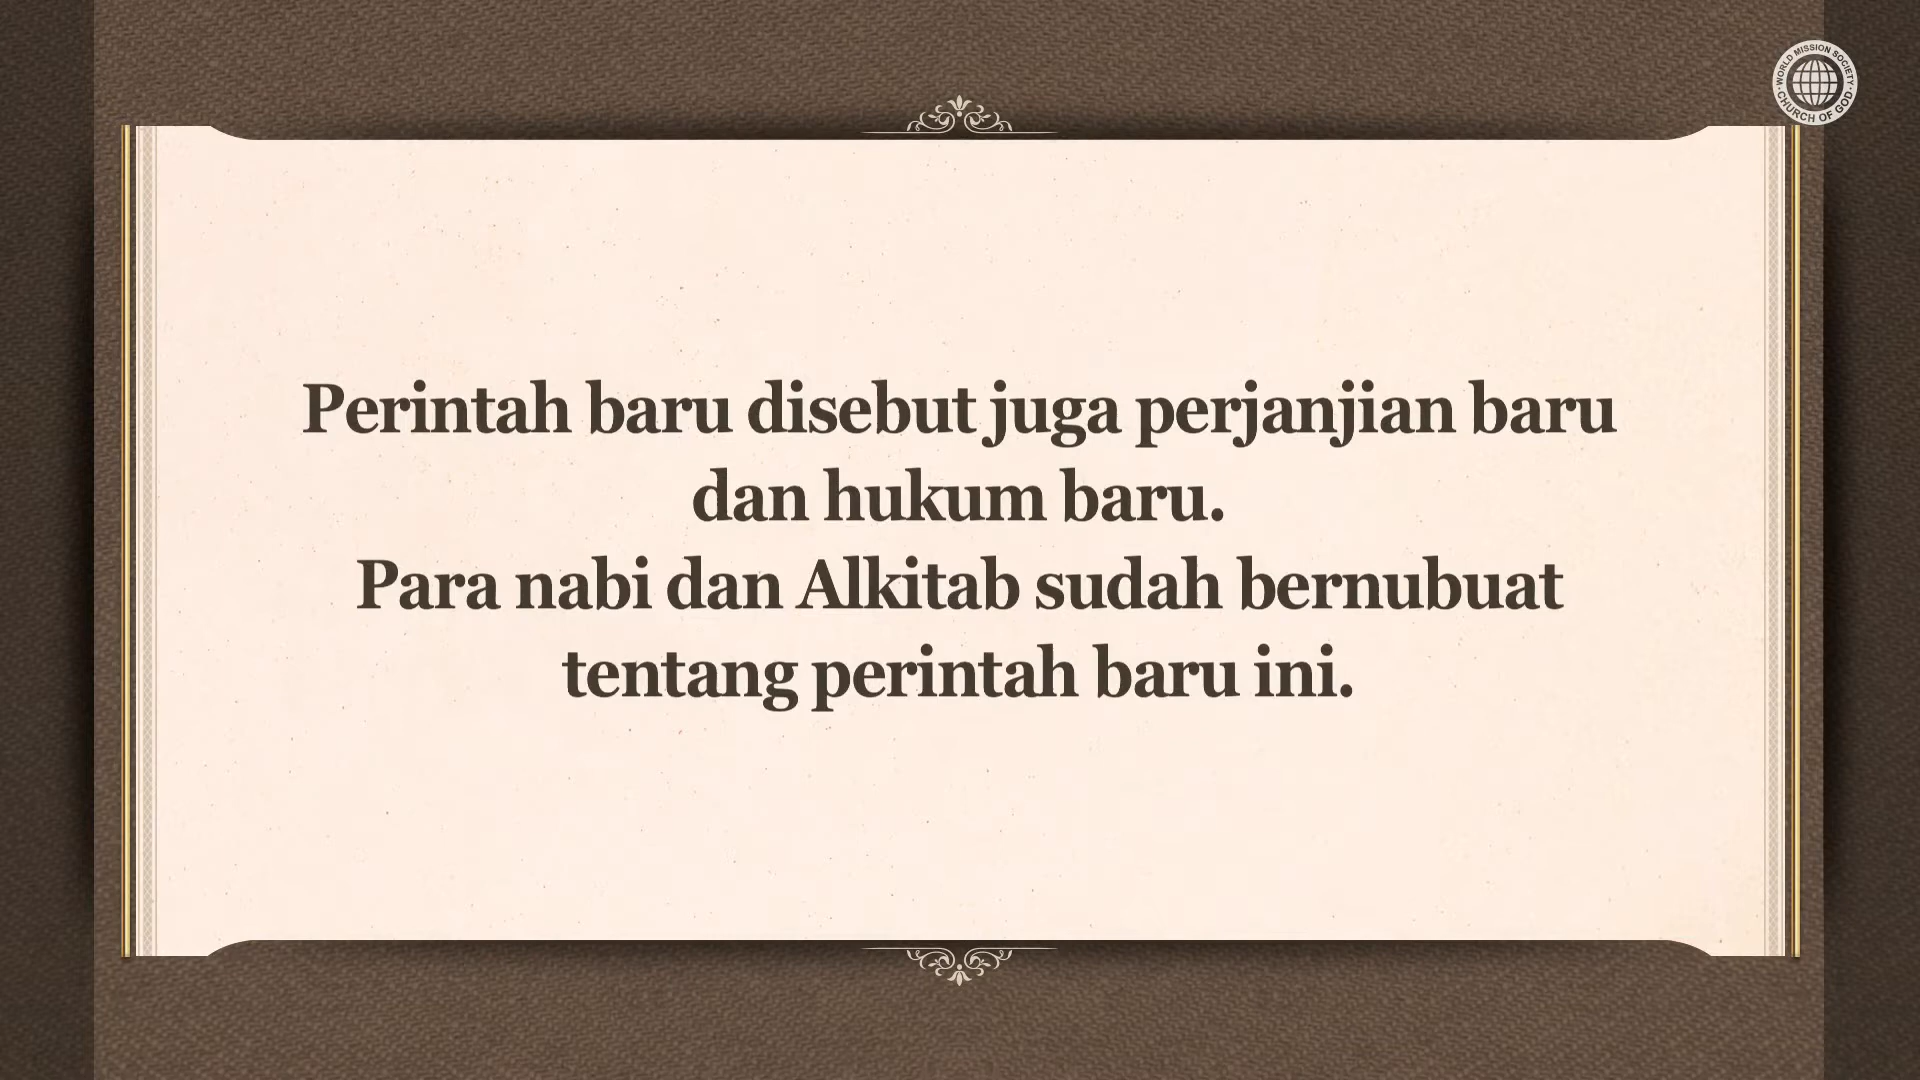 WORLD MISSION SOCIETY
CHURCH OF GOD
Perintah baru disebut juga perjanjian baru
dan hukum baru.
Para nabi dan Alkitab sudah bernubuat
tentang perintah baru ini.